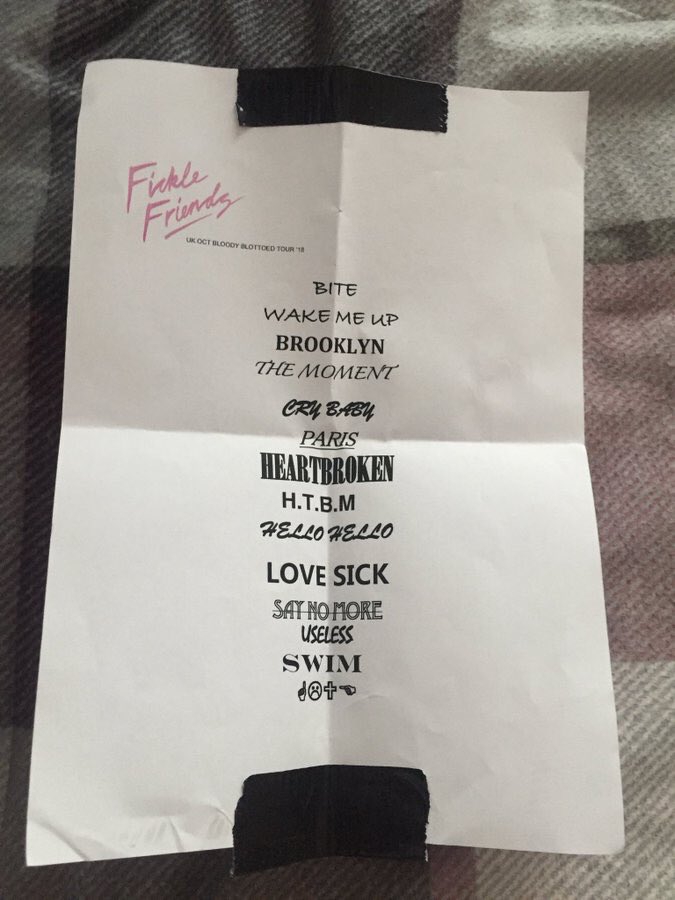 Fickle
Friends
UK OCT BLOODY BLOTTOED TOUR '18
BITE
WAKE ME UP
BROOKLYN
THE MOMENT
CRY BABY
PARIS
HEARTBROKEN
H.T.B.M
HELLO HELLO
LOVE SICK
SAY NO MORE
USELESS
SWIM
☝☹✝☜